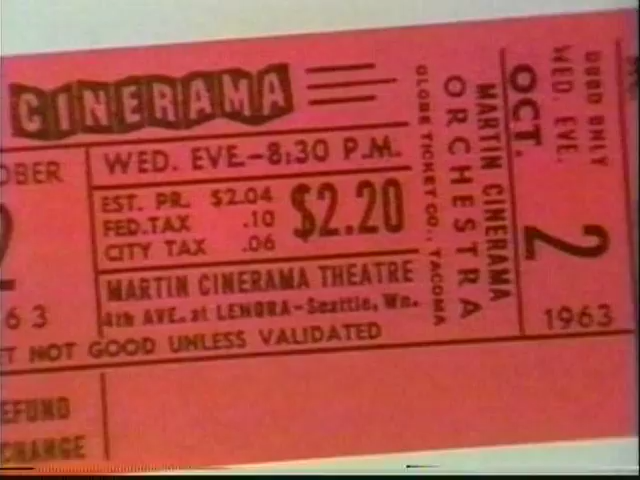 CINERAMA
OBER
2
63
WED. EVE.-8:30 P.M.
EST. PR. $2.04
FED. TAX .10
CITY TAX .06
$2.20
MARTIN CINERAMA THEATRE
4th AVE. at LENORA-Seattle, Wn.
ET NOT GOOD UNLESS VALIDATED
EFUND
CHANGE
GLOBE TICKET CO., TACOMA
ORCHESTRA
MARTIN CINERAMA
OCT.
WED. EVE.
GOOD ONLY
2
1963